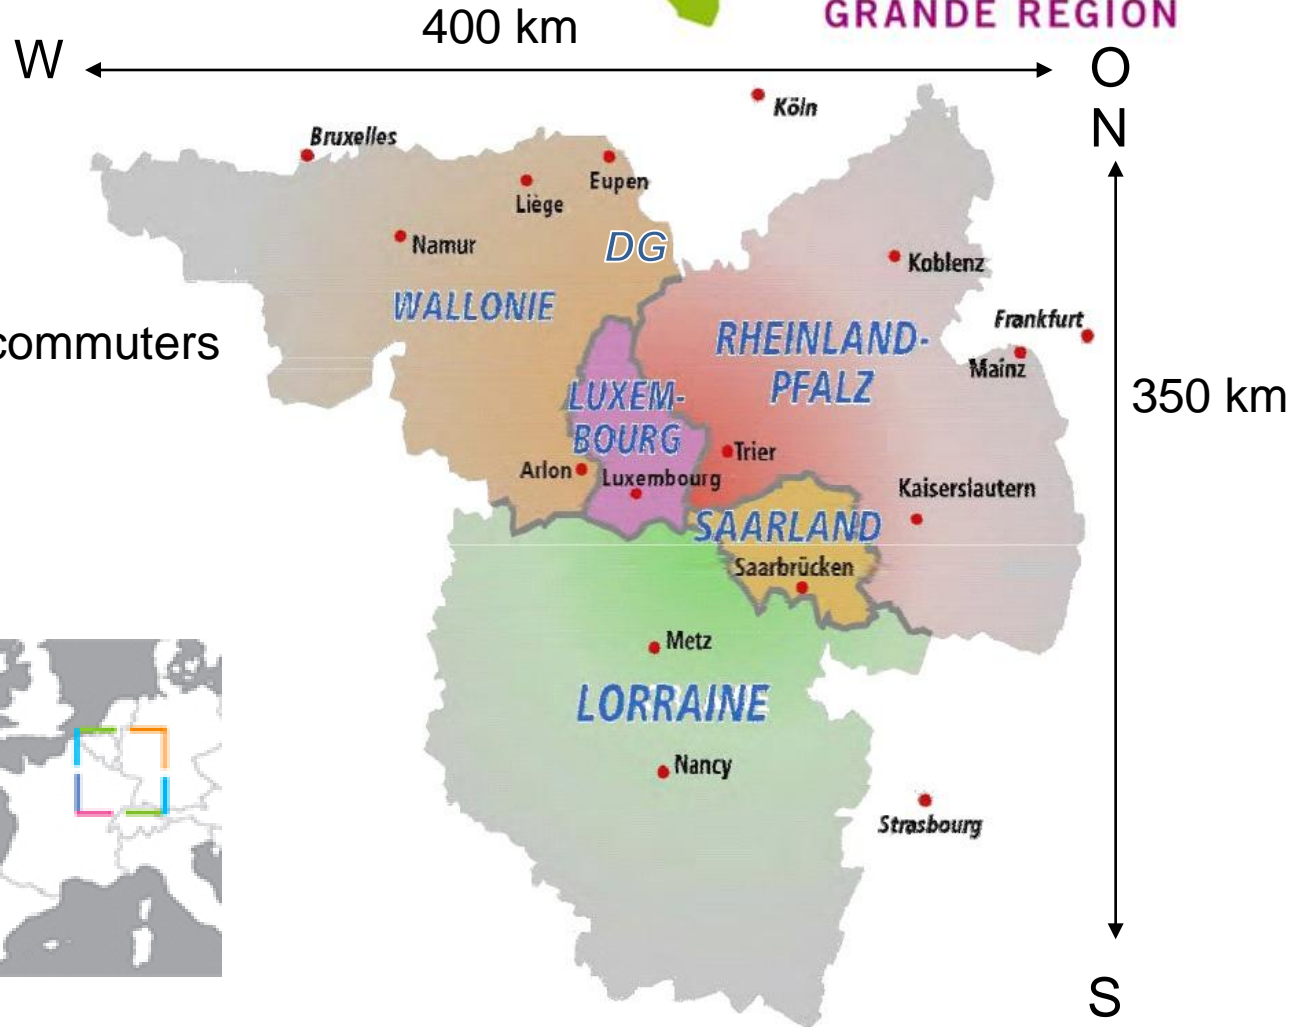 GRANDE REGION
400 km
W
O
Köln
N
Bruxelles
Eupen
Liège
Namur
DG
Koblenz
WALLONIE
Frankfurt
commuters
RHEINLAND-
PFALZ
Mainz
350 km
LUXEM-
BOURG
Trier
Arlon
Luxembourg
Kaiserslautern
SAARLAND
Saarbrücken
Metz
LORRAINE
Nancy
Strasbourg
S